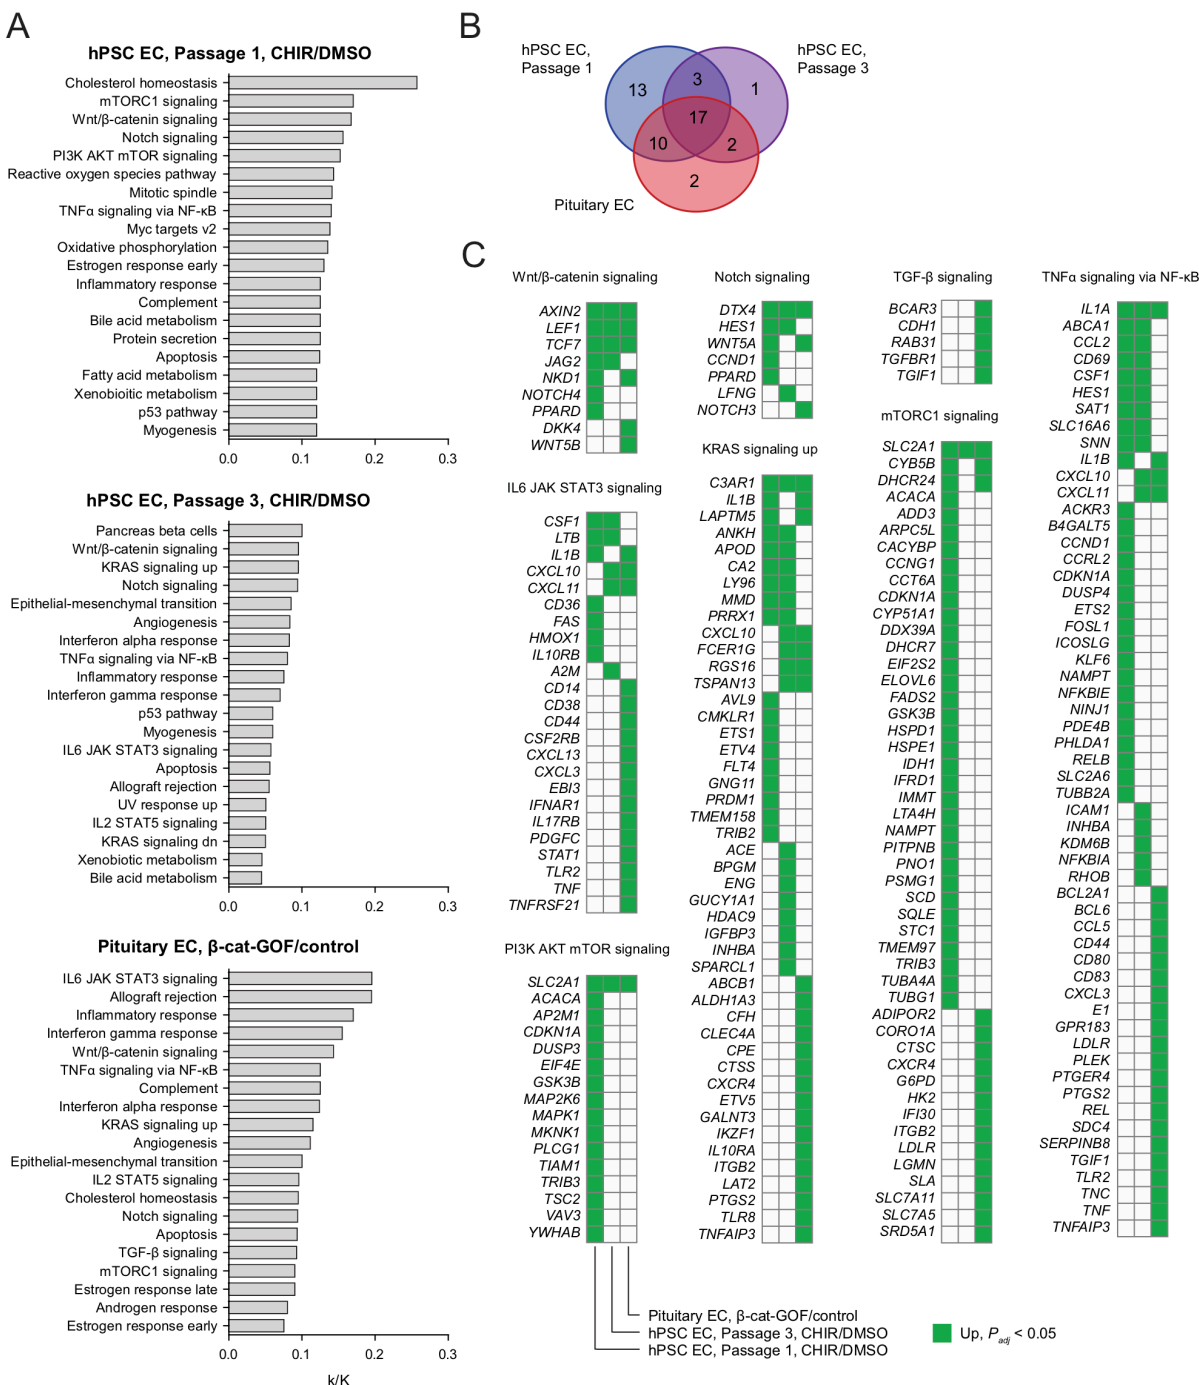 A
hPSC EC, Passage 1, CHIR/DMSO
Cholesterol homeostasis
mTORC1 signaling
Wnt/β-catenin signaling
Notch signaling
PI3K AKT mTOR signaling
Reactive oxygen species pathway
Mitotic spindle
TNFα signaling via NF-κB
Myc targets v2
Oxidative phosphorylation
Estrogen response early
Inflammatory response
Complement
Bile acid metabolism
Protein secretion
Apoptosis
Fatty acid metabolism
Xenobioitic metabolism
p53 pathway
Myogenesis
0.0 0.1 0.2 0.3
hPSC EC, Passage 3, CHIR/DMSO
Pancreas beta cells
Wnt/β-catenin signaling
KRAS signaling up
Notch signaling
Epithelial-mesenchymal transition
Angiogenesis
Interferon alpha response
TNFα signaling via NF-κB
Inflammatory response
Interferon gamma response
p53 pathway
Myogenesis
IL6 JAK STAT3 signaling
Apoptosis
Allograft rejection
UV response up
IL2 STAT5 signaling
KRAS signaling dn
Xenobiotic metabolism
Bile acid metabolism
0.0 0.1 0.2 0.3
Pituitary EC, β-cat-GOF/control
IL6 JAK STAT3 signaling
Allograft rejection
Inflammatory response
Interferon gamma response
Wnt/β-catenin signaling
TNFα signaling via NF-κB
Complement
Interferon alpha response
KRAS signaling up
Angiogenesis
Epithelial-mesenchymal transition
IL2 STAT5 signaling
Cholesterol homeostasis
Notch signaling
Apoptosis
TGF-β signaling
mTORC1 signaling
Estrogen response late
Androgen response
Estrogen response early
0.0 0.1 0.2 0.3
k/K
B
hPSC EC,
Passage 1
hPSC EC,
Passage 3
13
3
1
17
10
2
2
Pituitary EC
C
Wnt/β-catenin signaling
AXIN2
LEF1
TCF7
JAG2
NKD1
NOTCH4
PPARD
DKK4
WNT5B
IL6 JAK STAT3 signaling
CSF1
LTB
IL1B
CXCL10
CXCL11
CD36
FAS
HMOX1
IL10RB
A2M
CD14
CD38
CD44
CSF2RB
CXCL13
CXCL3
EBI3
IFNAR1
IL17RB
PDGFC
STAT1
TLR2
TNF
TNFRSF21
PI3K AKT mTOR signaling
SLC2A1
ACACA
AP2M1
CDKN1A
DUSP3
EIF4E
GSK3B
MAP2K6
MAPK1
MKNK1
PLCG1
TIAM1
TRIB3
TSC2
VAV3
YWHAB
Notch signaling
DTX4
HES1
WNT5A
CCND1
PPARD
LFNG
NOTCH3
KRAS signaling up
C3AR1
IL1B
LAPTM5
ANKH
APOD
CA2
LY96
MMD
PRRX1
CXCL10
FCER1G
RGS16
TSPAN13
AVL9
CMKLR1
ETS1
ETV4
FLT4
GNG11
PRDM1
TMEM158
TRIB2
ACE
BPGM
ENG
GUCY1A1
HDAC9
IGFBP3
INHBA
SPARCL1
ABCB1
ALDH1A3
CFH
CLEC4A
CPE
CTSS
CXCR4
ETV5
GALNT3
IKZF1
IL10RA
ITGB2
LAT2
PTGS2
TLR8
TNFAIP3
TGF-β signaling
BCAR3
CDH1
RAB31
TGFBR1
TGIF1
mTORC1 signaling
SLC2A1
CYB5B
DHCR24
ACACA
ADD3
ARPC5L
CACYBP
CCNG1
CCT6A
CDKN1A
CYP51A1
DDX39A
DHCR7
EIF2S2
ELOVL6
FADS2
GSK3B
HSPD1
HSPE1
IDH1
IFRD1
IMMT
LTA4H
NAMPT
PITPNB
PNO1
PSMG1
SCD
SQLE
STC1
TMEM97
TRIB3
TUBA4A
TUBG1
ADIPOR2
CORO1A
CTSC
CXCR4
G6PD
HK2
IFI30
ITGB2
LDLR
LGMN
SLA
SLC7A11
SLC7A5
SRD5A1
TNFα signaling via NF-κB
IL1A
ABCA1
CCL2
CD69
CSF1
HES1
SAT1
SLC16A6
SNN
IL1B
CXCL10
CXCL11
ACKR3
B4GALT5
CCND1
CCRL2
CDKN1A
DUSP4
ETS2
FOSL1
ICOSLG
KLF6
NAMPT
NFKBIE
NINJ1
PDE4B
PHLDA1
RELB
SLC2A6
TUBB2A
ICAM1
INHBA
KDM6B
NFKBIA
RHOB
BCL2A1
BCL6
CCL5
CD44
CD80
CD83
CXCL3
E1
GPR183
LDLR
PLEK
PTGER4
PTGS2
REL
SDC4
SERPINB8
TGIF1
TLR2
TNC
TNF
TNFAIP3
Pituitary EC, β-cat-GOF/control
hPSC EC, Passage 3, CHIR/DMSO
hPSC EC, Passage 1, CHIR/DMSO
Up, Padj < 0.05